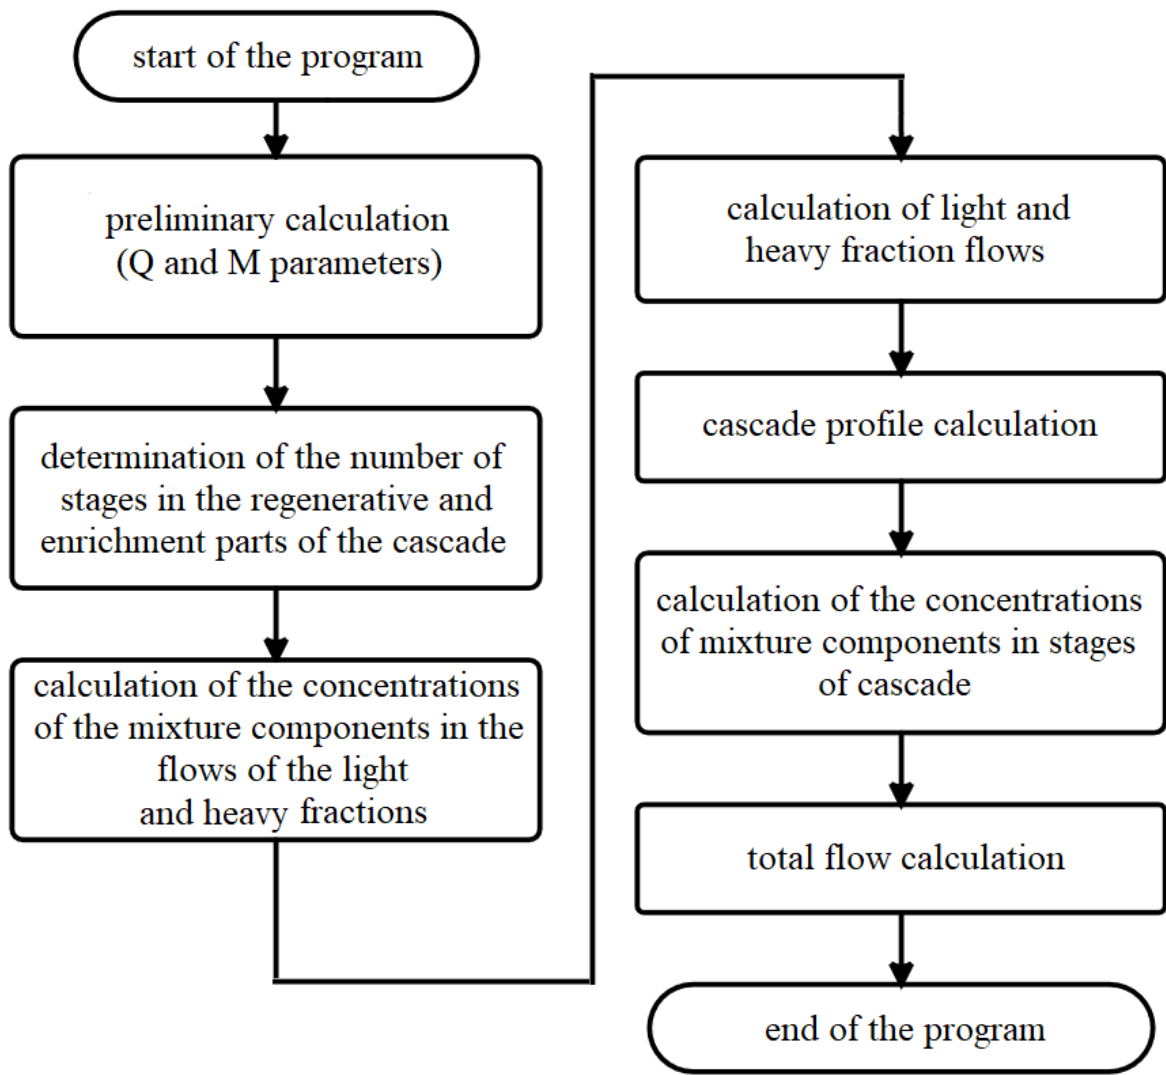 start of the program
preliminary calculation
(Q and M parameters)
determination of the number of
stages in the regenerative and
enrichment parts of the cascade
calculation of the concentrations
of the mixture components in the
flows of the light
and heavy fractions
calculation of light and
heavy fraction flows
cascade profile calculation
calculation of the concentrations
of mixture components in stages
of cascade
total flow calculation
end of the program